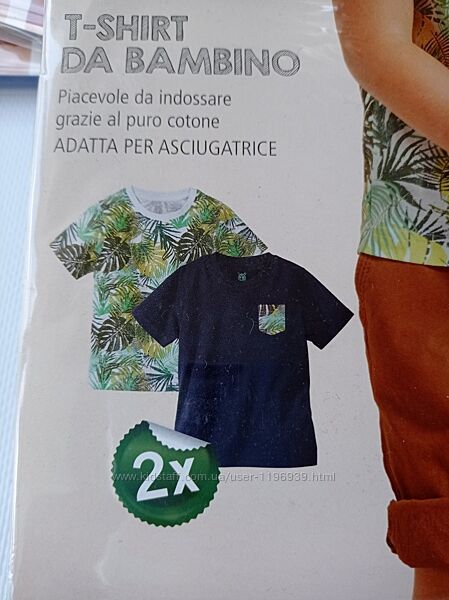 T-SHIRT
DA BAMBINO
Piacevole da indossare
grazie al puro cotone
ADATTA PER ASCIUGATRICE
2x
www.kidstaff.com.ua/user-1196939.html